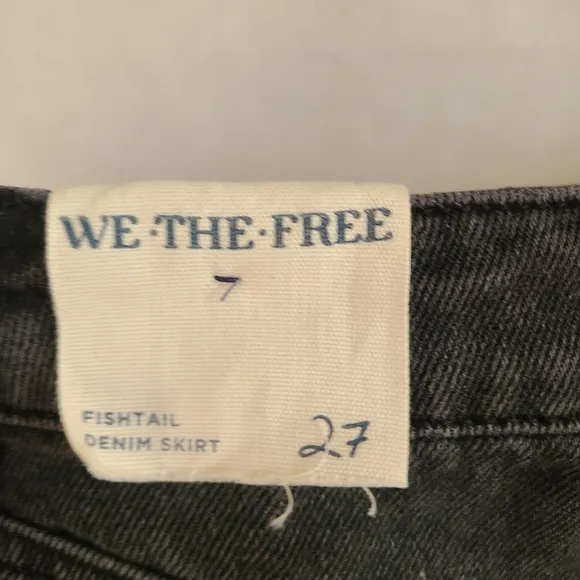 WE·THE·FREE
7
FISHTAIL
DENIM SKIRT
27